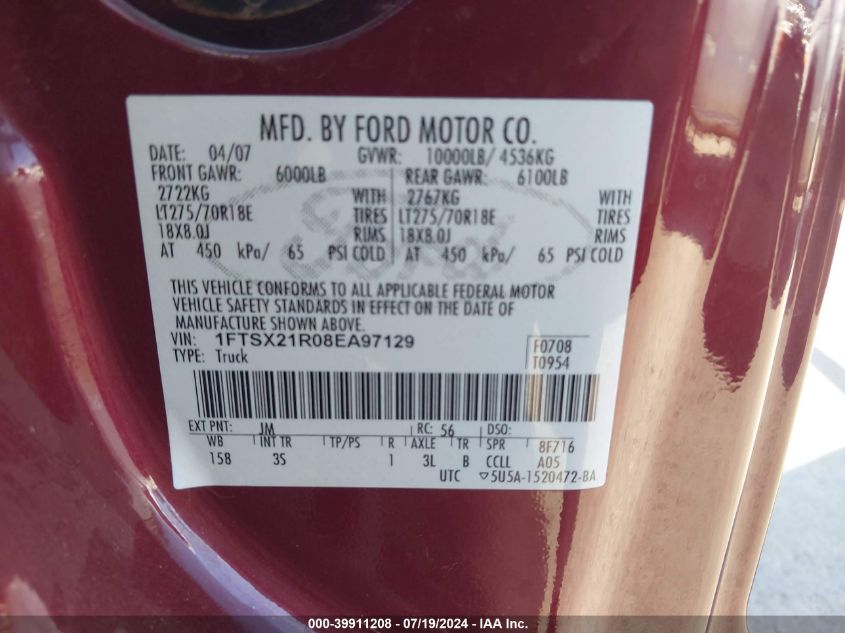 MFD. BY FORD MOTOR CO.
DATE: 04/07 GVWR: 10000LB/ 4536KG
FRONT GAWR: 6000LB REAR GAWR: 6100LB
2722KG WITH 2767KG WITH
LT275/70R18E TIRES LT275/70R18E TIRES
18X8.0J RIMS 18X8.0J RIMS
AT 450 kPa/ 65 PSI COLD AT 450 kPa/ 65 PSI COLD
THIS VEHICLE CONFORMS TO ALL APPLICABLE FEDERAL MOTOR
VEHICLE SAFETY STANDARDS IN EFFECT ON THE DATE OF
MANUFACTURE SHOWN ABOVE.
VIN: 1FTSX21R08EA97129 F0708
TYPE: Truck T0954
EXT PNT: JM RC: 56 DSO:
WB INT TR TP/PS R AXLE TR SPR 8F716
158 3S 1 3L B CCLL A05
UTC ▽5U5A-1520472-BA
000-39911208 - 07/19/2024 - IAA Inc.